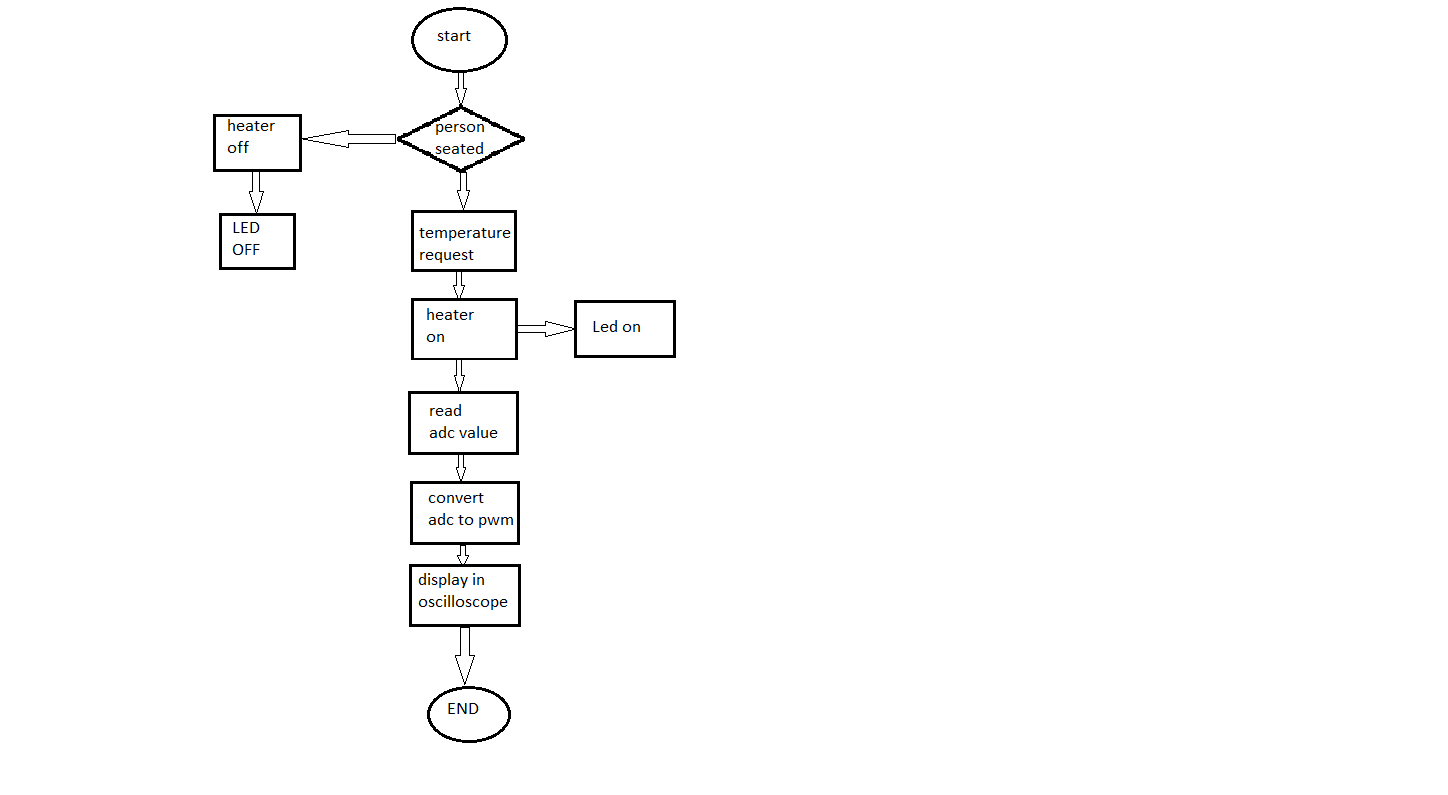 start
person
seated
heater
off
LED
OFF
temperature
request
heater
on
Led on
read
adc value
convert
adc to pwm
display in
oscilloscope
END